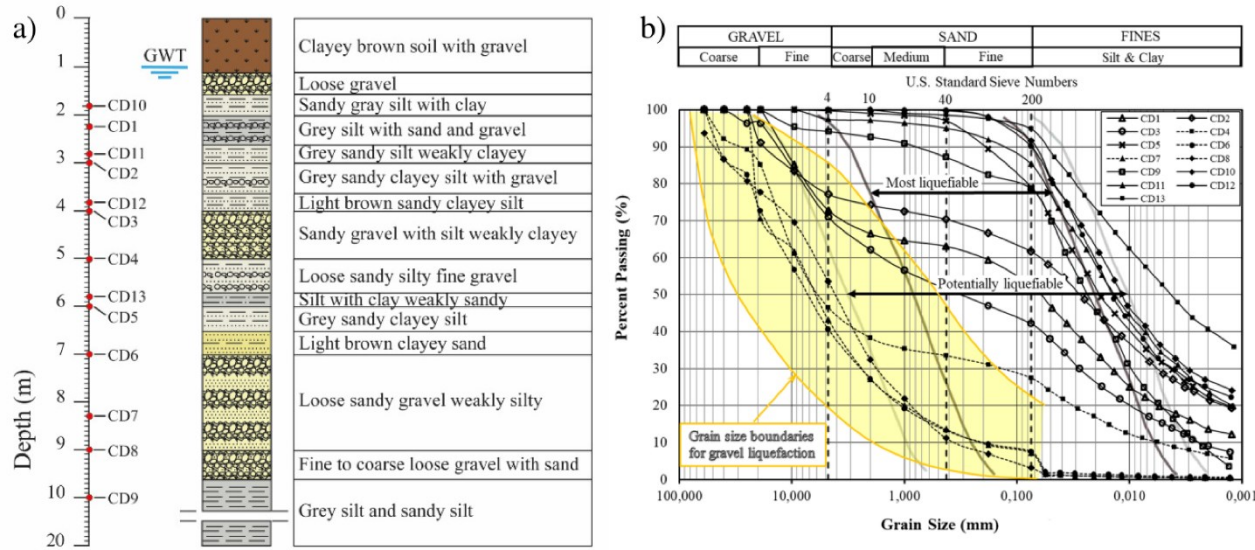 a)
0
GWT
1
2
3
4
5
6
7
8
9
10
20
Depth (m)
CD10
CD1
CD11
CD2
CD12
CD3
CD4
CD13
CD5
CD6
CD7
CD8
CD9
Clayey brown soil with gravel
Loose gravel
Sandy gray silt with clay
Grey silt with sand and gravel
Grey sandy silt weakly clayey
Grey sandy clayey silt with gravel
Light brown sandy clayey silt
Sandy gravel with silt weakly clayey
Loose sandy silty fine gravel
Silt with clay weakly sandy
Grey sandy clayey silt
Light brown clayey sand
Loose sandy gravel weakly silty
Fine to coarse loose gravel with sand
Grey silt and sandy silt
b)
GRAVEL SAND FINES
Coarse Fine Coarse Medium Fine Silt & Clay
U.S. Standard Sieve Numbers
4 10 40 200
100
90
80
70
60
50
40
30
20
10
0
Percent Passing (%)
CD1 CD2
CD3 CD4
CD5 CD6
CD7 CD8
CD9 CD10
CD11 CD12
CD13
Most liquefiable
Potentially liquefiable
Grain size boundaries
for gravel liquefaction
100,000 10,000 1,000 0,100 0,010 0,001
Grain Size (mm)